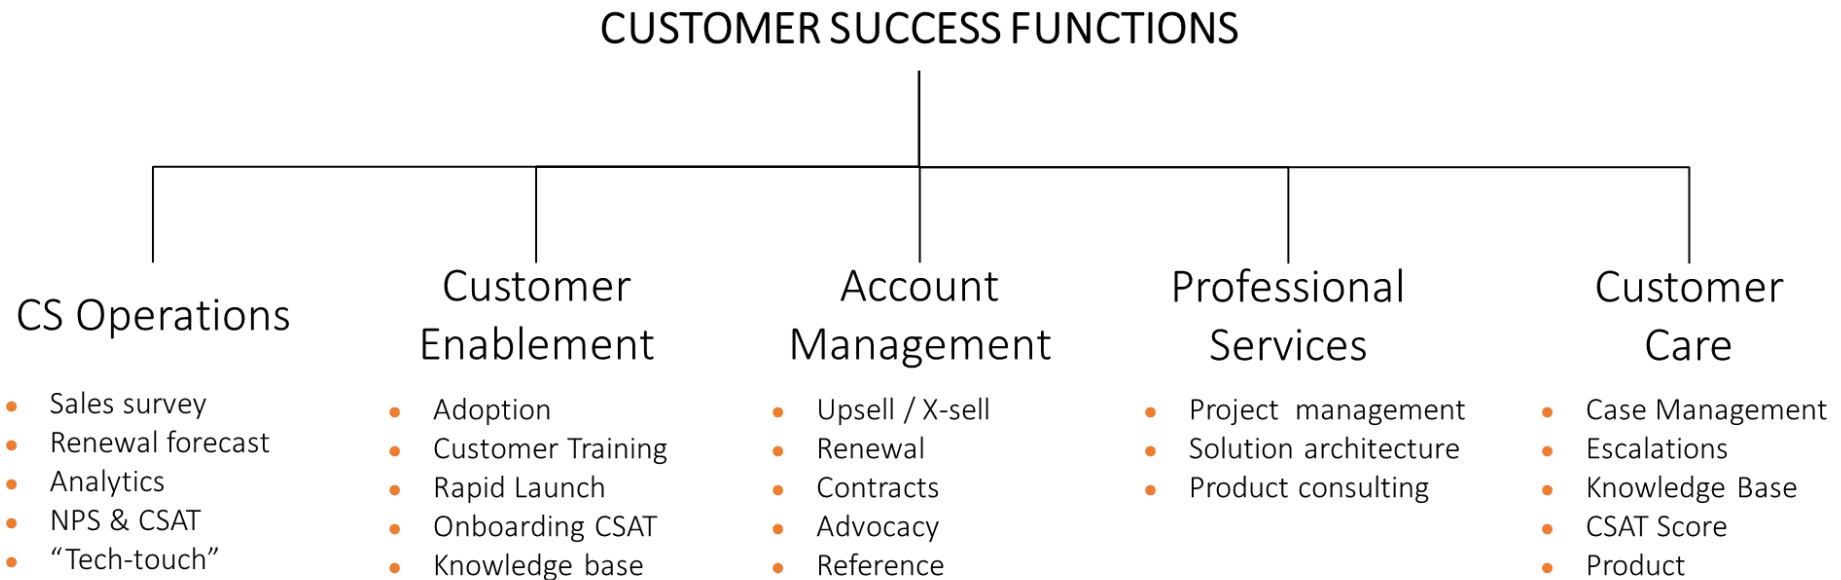 CUSTOMER SUCCESS FUNCTIONS
CS Operations
• Sales survey
• Renewal forecast
• Analytics
• NPS & CSAT
• “Tech-touch”
Customer
Enablement
• Adoption
• Customer Training
• Rapid Launch
• Onboarding CSAT
• Knowledge base
Account
Management
• Upsell / X-sell
• Renewal
• Contracts
• Advocacy
• Reference
Professional
Services
• Project management
• Solution architecture
• Product consulting
Customer
Care
• Case Management
• Escalations
• Knowledge Base
• CSAT Score
• Product